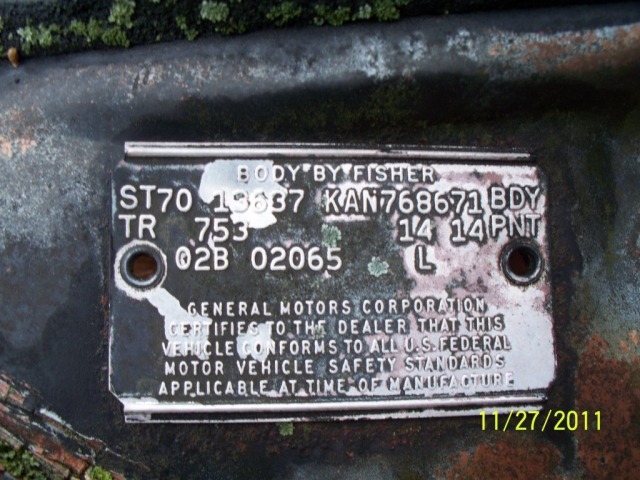 BODY BY FISHER
ST70 13637 KAN768671 BDY
TR 753 14 14 PNT
02B 02065 L
GENERAL MOTORS CORPORATION
CERTIFIES TO THE DEALER THAT THIS
VEHICLE CONFORMS TO ALL U.S. FEDERAL
MOTOR VEHICLE SAFETY STANDARDS
APPLICABLE AT TIME OF MANUFACTURE
11/27/2011